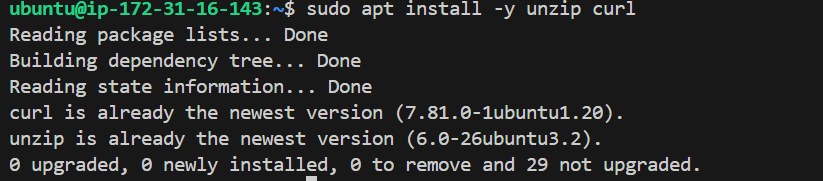 ubuntu@ip-172-31-16-143:~$ sudo apt install -y unzip curl
Reading package lists... Done
Building dependency tree... Done
Reading state information... Done
curl is already the newest version (7.81.0-1ubuntu1.20).
unzip is already the newest version (6.0-26ubuntu3.2).
0 upgraded, 0 newly installed, 0 to remove and 29 not upgraded.